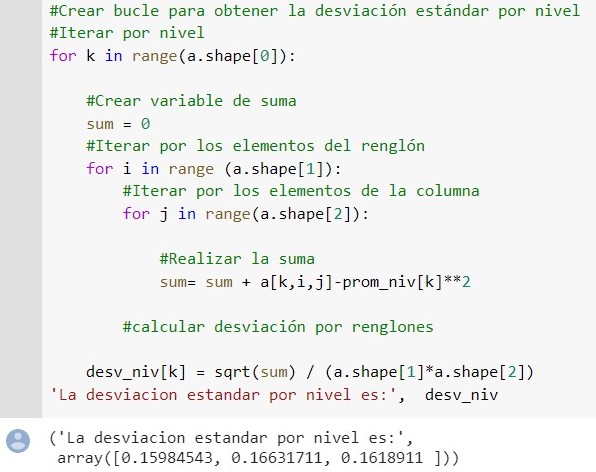 #Crear bucle para obtener la desviación estándar por nivel
#Iterar por nivel
for k in range(a.shape[0]):
#Crear variable de suma
sum = 0
#Iterar por los elementos del renglón
for i in range (a.shape[1]):
#Iterar por los elementos de la columna
for j in range(a.shape[2]):
#Realizar la suma
sum= sum + a[k,i,j]-prom_niv[k]**2
#calcular desviación por renglones
desv_niv[k] = sqrt(sum) / (a.shape[1]*a.shape[2])
'La desviacion estandar por nivel es:',  desv_niv
('La desviacion estandar por nivel es:',
array([0.15984543, 0.16631711, 0.1618911 ]))